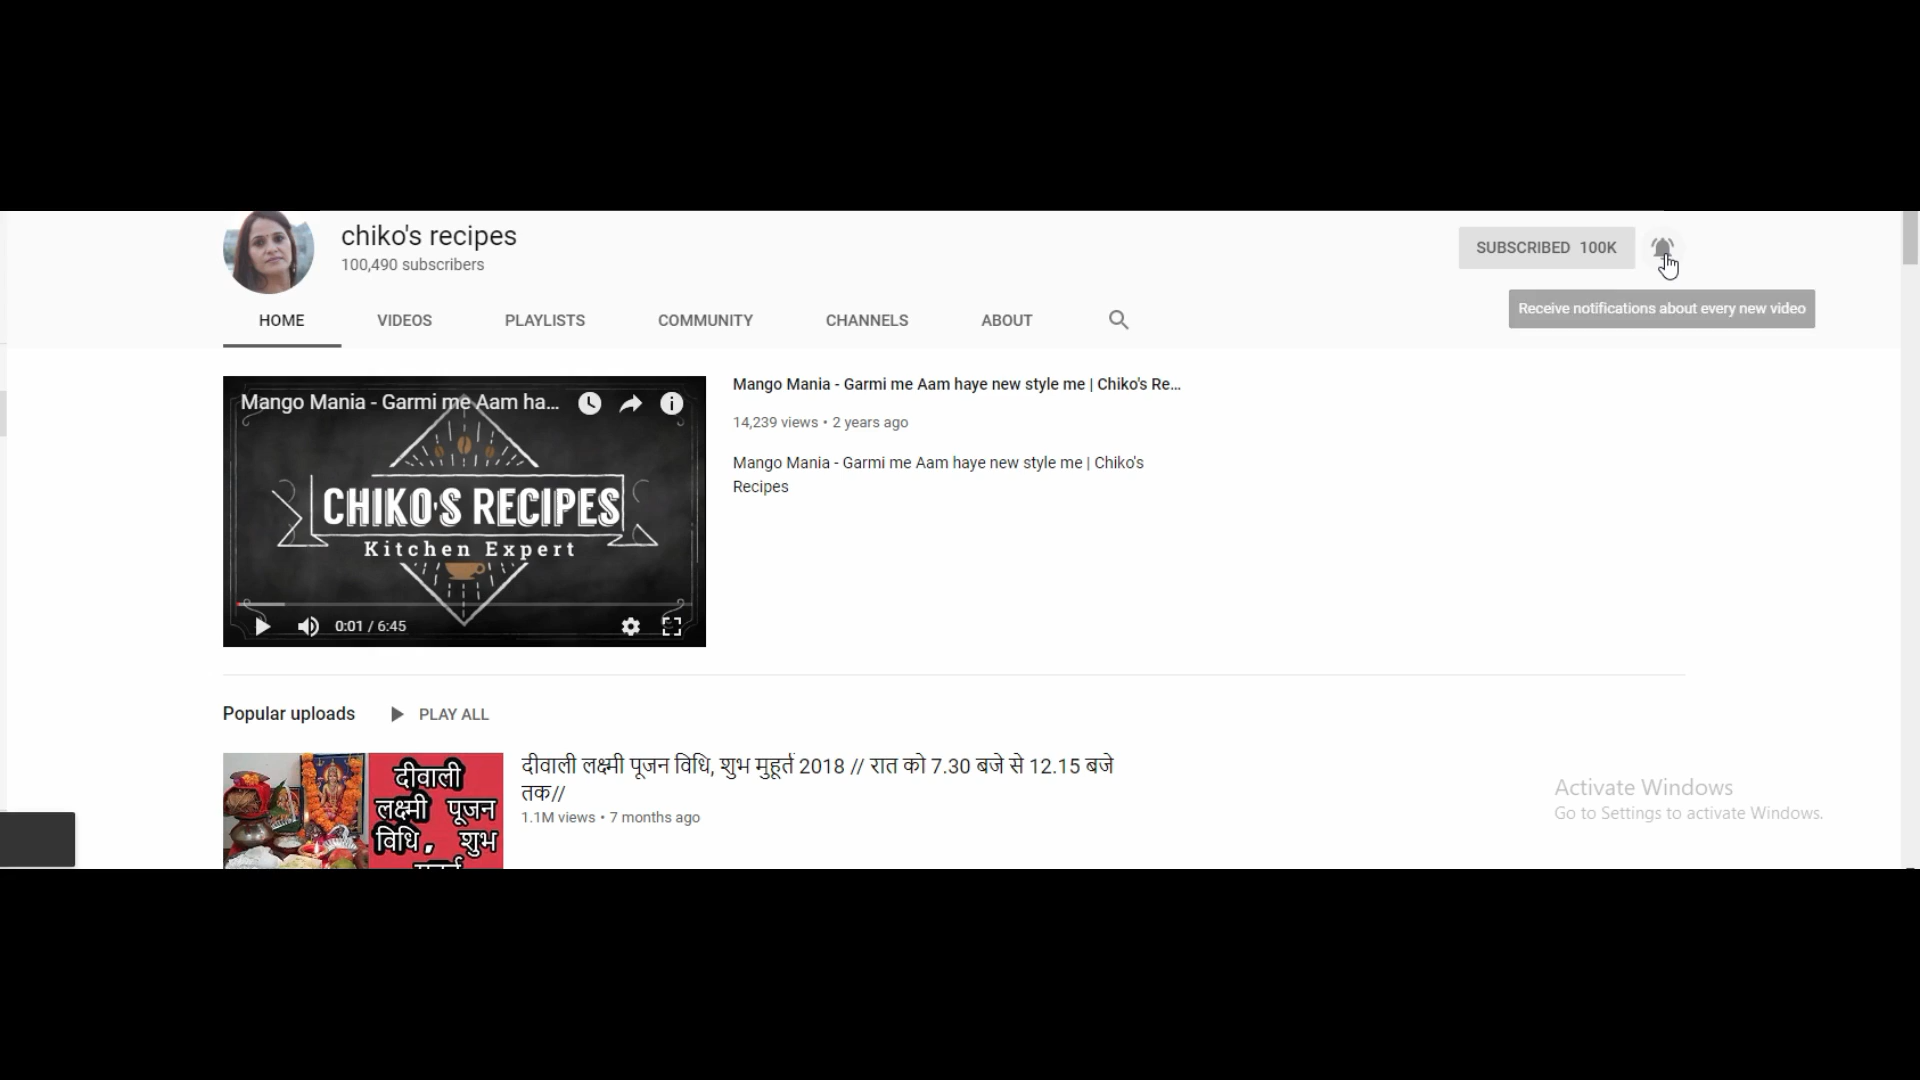 chiko's recipes
100,490 subscribers
SUBSCRIBED 100K
Receive notifications about every new video
HOME VIDEOS PLAYLISTS COMMUNITY CHANNELS ABOUT
Mango Mania - Garmi me Aam ha...
CHIKO'S RECIPES
Kitchen Expert
0:01 / 6:45
Mango Mania - Garmi me Aam haye new style me | Chiko's Re...
14,239 views • 2 years ago
Mango Mania - Garmi me Aam haye new style me | Chiko's
Recipes
Popular uploads PLAY ALL
दीवाली
लक्ष्मी पूजन
विधि, शुभ
दीवाली लक्ष्मी पूजन विधि, शुभ मुहूर्त 2018 // रात को 7.30 बजे से 12.15 बजे
तक//
1.1M views • 7 months ago
Activate Windows
Go to Settings to activate Windows.